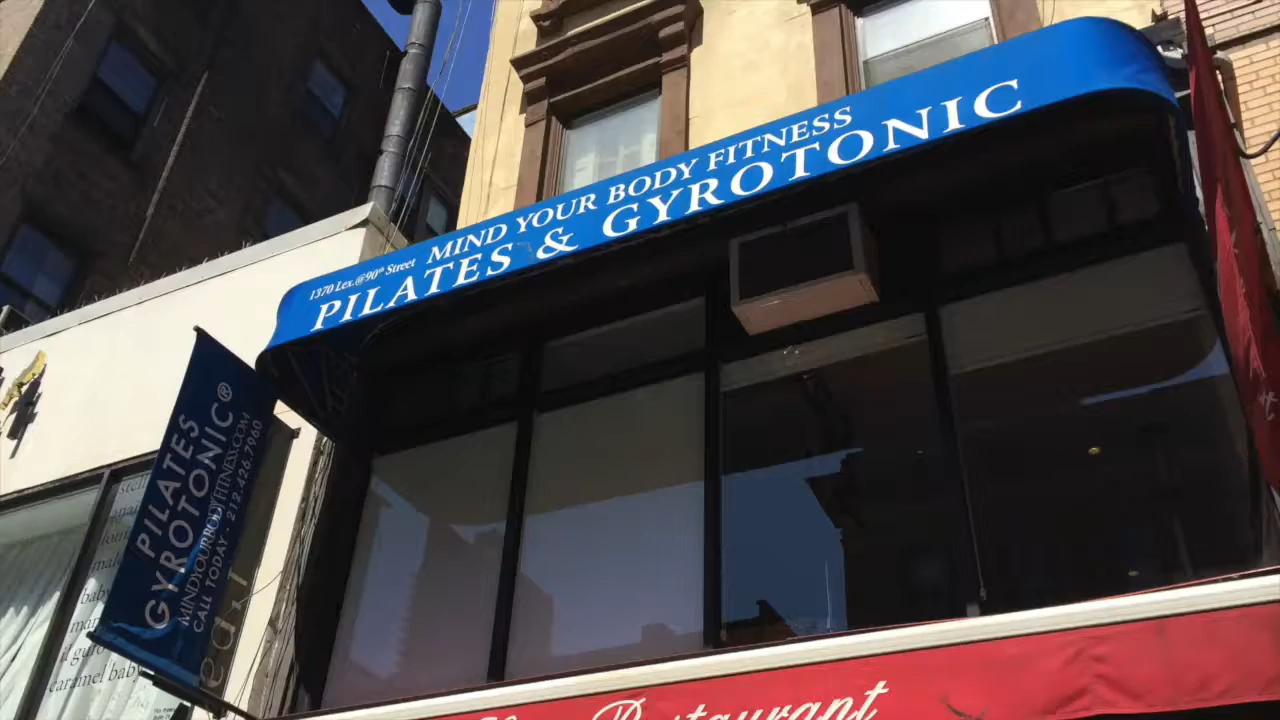 1370 Lex.@90th Street MIND YOUR BODY FITNESS
PILATES & GYROTONIC
PILATES
GYROTONIC®
MINDYOURBODYFITNESS.COM
CALL TODAY · 212.426.7960
baby
caramel baby
Restaurant